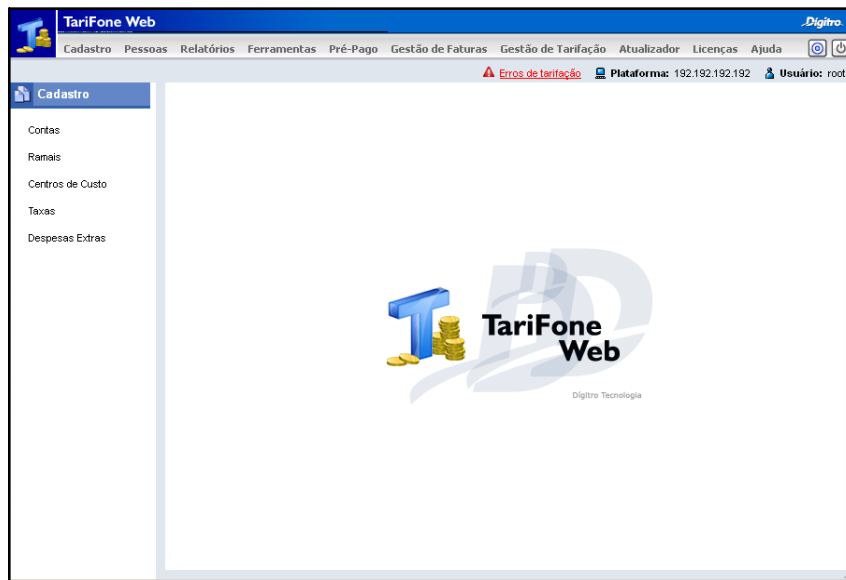 TariFone Web
Dígitro.
Cadastro Pessoas Relatórios Ferramentas Pré-Pago Gestão de Faturas Gestão de Tarifação Atualizador Licenças Ajuda
Erros de tarifação Plataforma: 192.192.192.192 Usuário: root
Cadastro
Contas
Ramais
Centros de Custo
Taxas
Despesas Extras
TariFone
Web
Dígitro Tecnologia